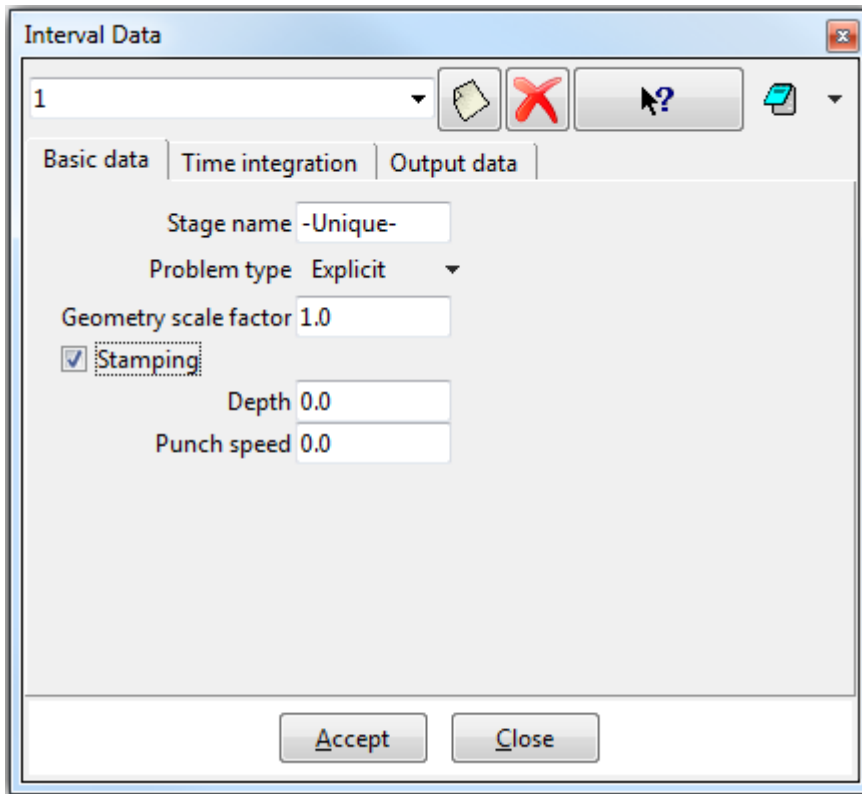 Interval Data
1
?
Basic data Time integration Output data
Stage name -Unique-
Problem type Explicit
Geometry scale factor 1.0
Stamping
Depth 0.0
Punch speed 0.0
Accept Close